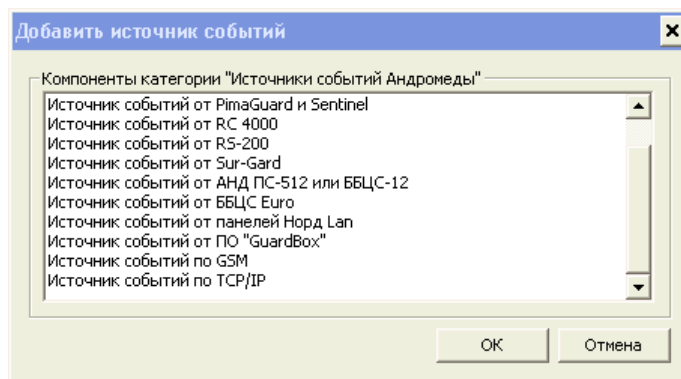 Добавить источник событий
Компоненты категории "Источники событий Андромеды"
Источник событий от PimaGuard и Sentinel
Источник событий от RC 4000
Источник событий от RS-200
Источник событий от Sur-Gard
Источник событий от АНД ПС-512 или ББЦС-12
Источник событий от ББЦС Euro
Источник событий от панелей Норд Lan
Источник событий от ПО "GuardBox"
Источник событий по GSM
Источник событий по TCP/IP
ОК Отмена